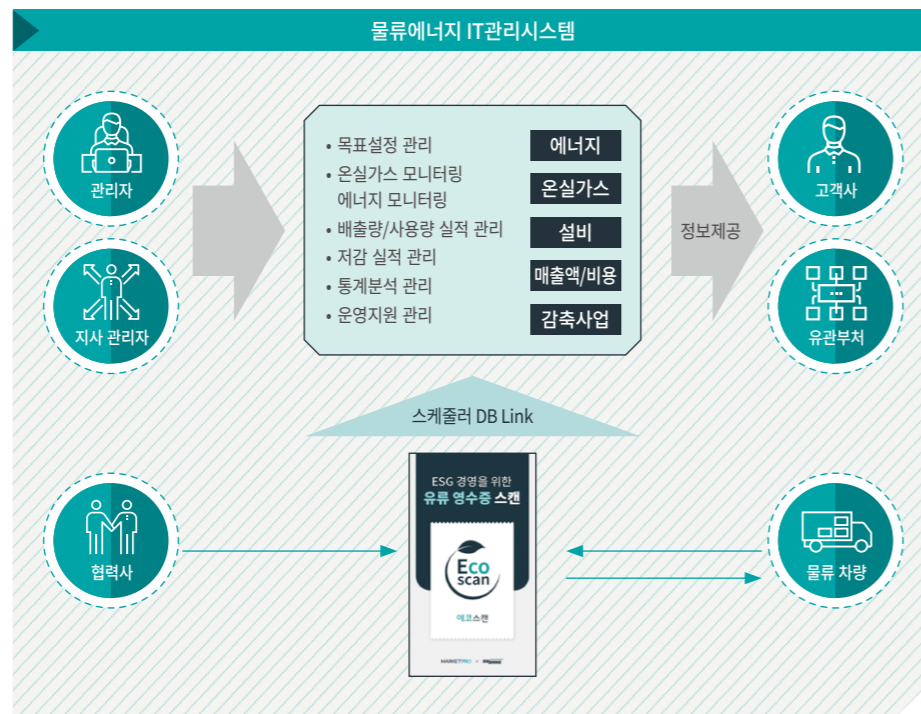 물류에너지 IT관리시스템
관리자
지사 관리자
• 목표설정 관리
• 온실가스 모니터링
에너지 모니터링
• 배출량/사용량 실적 관리
• 저감 실적 관리
• 통계분석 관리
• 운영지원 관리
에너지
온실가스
설비
매출액/비용
감축사업
정보제공
고객사
유관부처
스케줄러 DB Link
협력사
ESG 경영을 위한
유류 영수증 스캔
Eco
scan
에코스캔
MARKETPRO ×
물류 차량